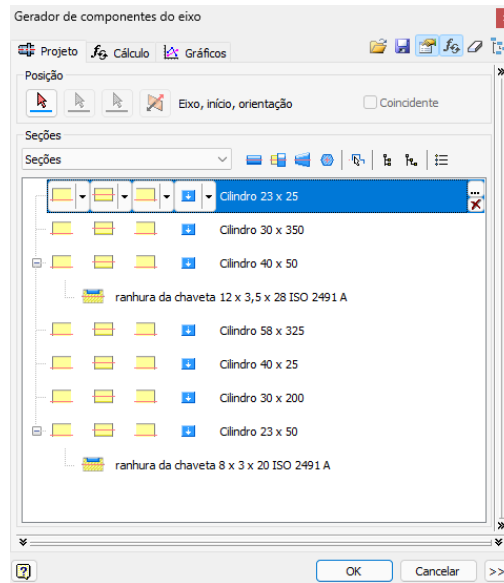 Gerador de componentes do eixo
Projeto Cálculo Gráficos
Posição
Eixo, início, orientação Coincidente
Seções
Seções
Cilindro 23 x 25
Cilindro 30 x 350
Cilindro 40 x 50
ranhura da chaveta 12 x 3,5 x 28 ISO 2491 A
Cilindro 58 x 325
Cilindro 40 x 25
Cilindro 30 x 200
Cilindro 23 x 50
ranhura da chaveta 8 x 3 x 20 ISO 2491 A
OK Cancelar >>